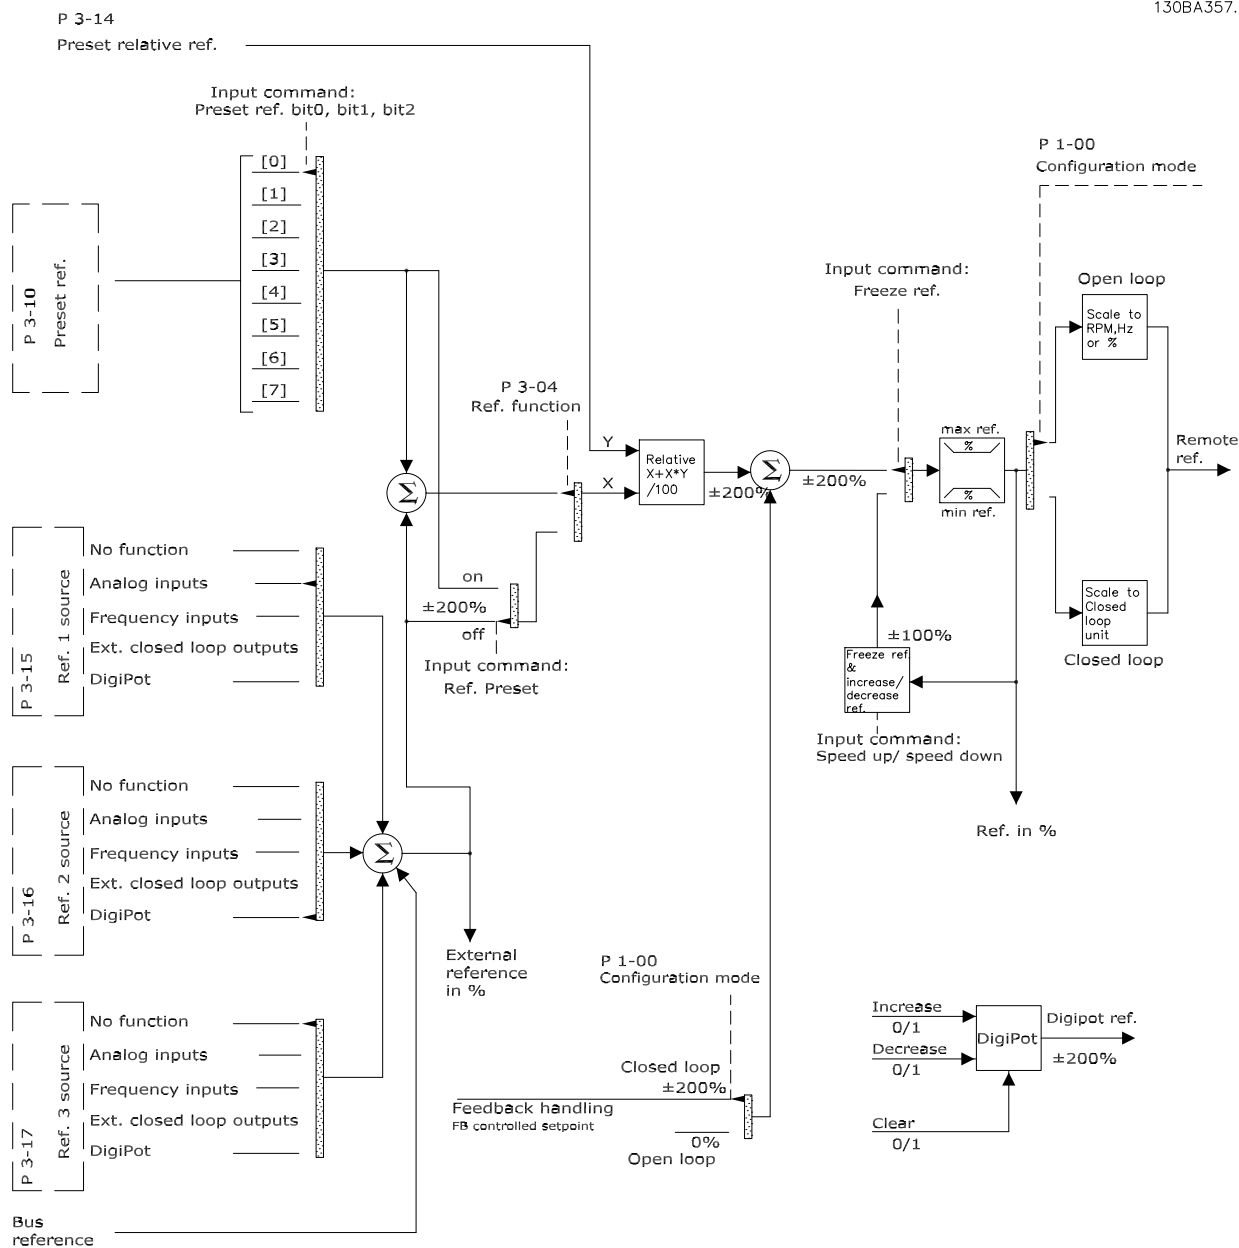 130BA357.
P 3-14
Preset relative ref.
Input command:
Preset ref. bit0, bit1, bit2
[0]
[1]
[2]
[3]
[4]
[5]
[6]
[7]
P 3-10
Preset ref.
P 1-00
Configuration mode
Input command:
Freeze ref.
Open loop
Scale to
RPM,Hz
or %
P 3-04
Ref. function
Y
X
Relative
X+X*Y
/100
±200%
Σ
±200%
max ref.
%
%
min ref.
Remote
ref.
Σ
P 3-15
Ref. 1 source
No function
Analog inputs
Frequency inputs
Ext. closed loop outputs
DigiPot
on
±200%
off
Input command:
Ref. Preset
±100%
Freeze ref.
&
increase/
decrease
ref.
Input command:
Speed up/ speed down
Scale to
Closed
loop
unit
Closed loop
Ref. in %
P 3-16
Ref. 2 source
No function
Analog inputs
Frequency inputs
Ext. closed loop outputs
DigiPot
Σ
External
reference
in %
P 1-00
Configuration mode
P 3-17
Ref. 3 source
No function
Analog inputs
Frequency inputs
Ext. closed loop outputs
DigiPot
Closed loop
±200%
Feedback handling
FB controlled setpoint
0%
Open loop
Increase
0/1
Decrease
0/1
Clear
0/1
DigiPot
Digipot ref.
±200%
Bus
reference